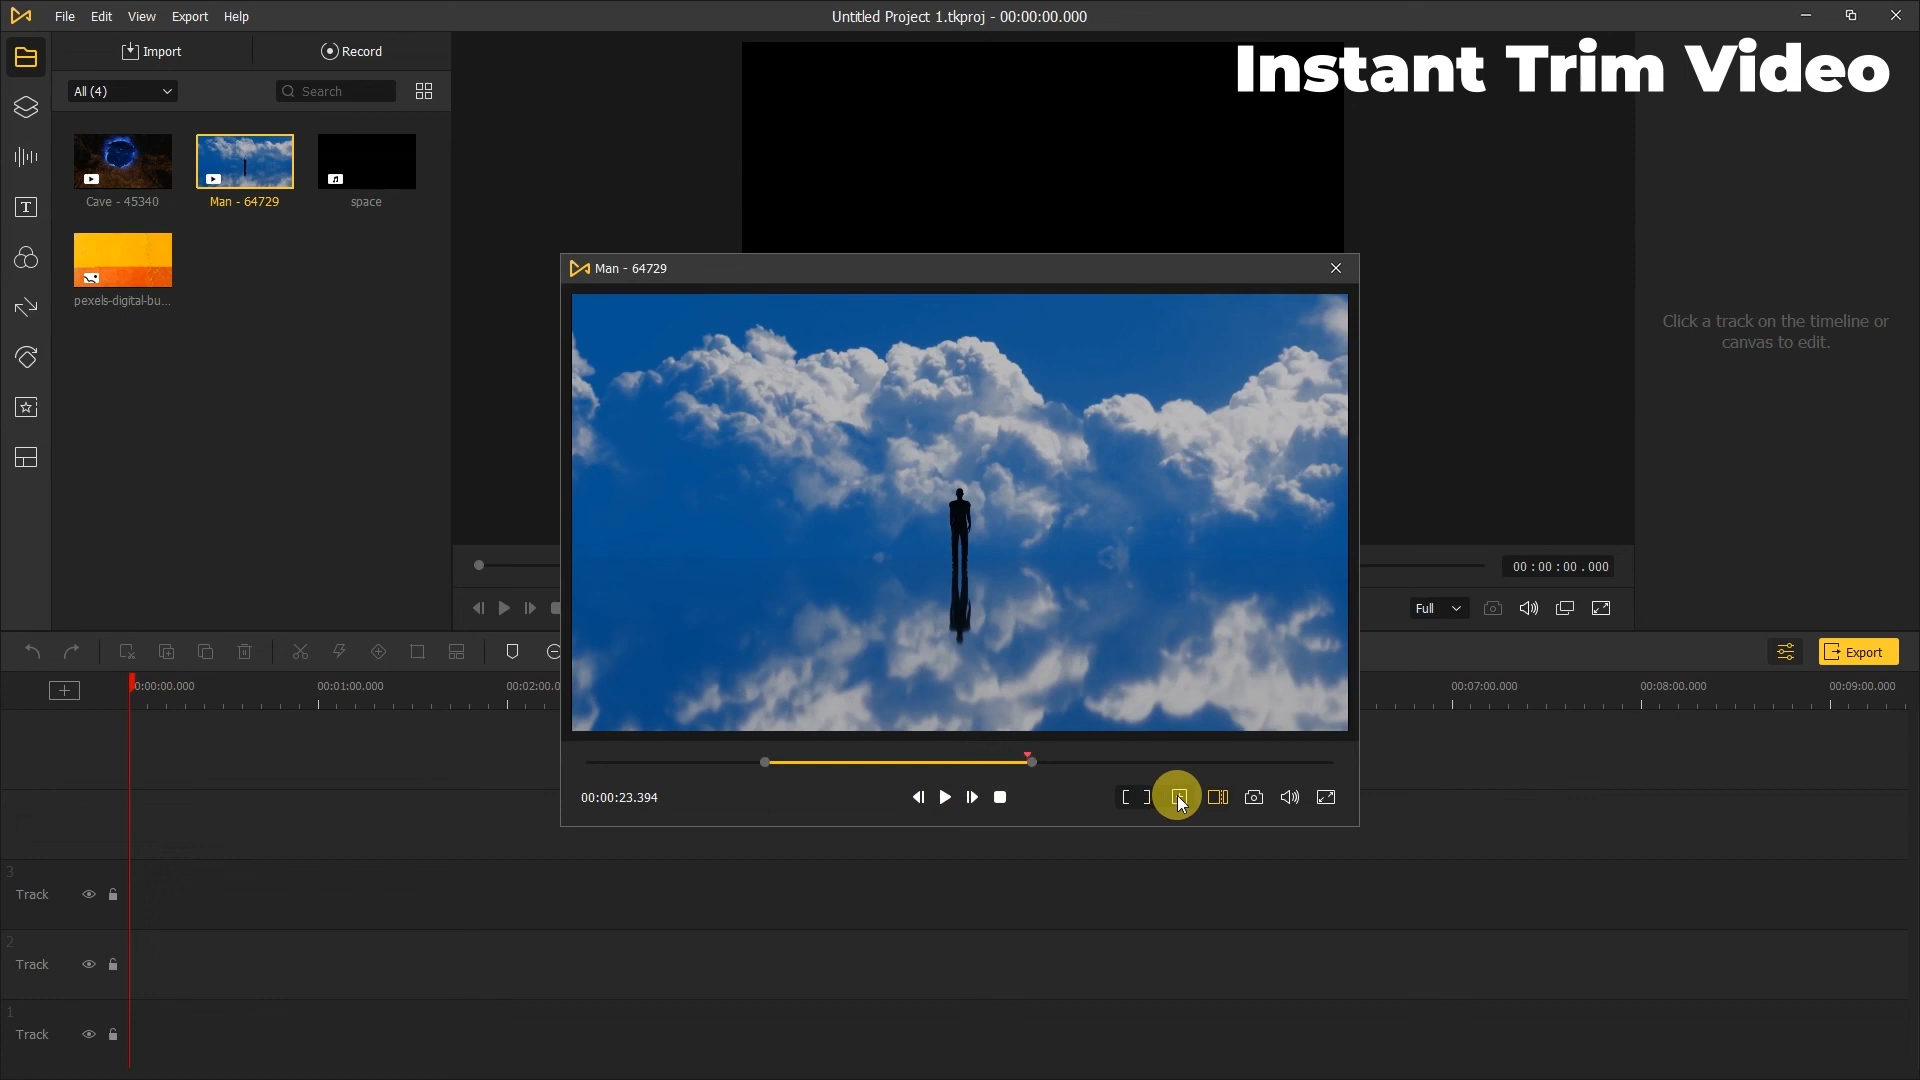 File Edit View Export Help
Untitled Project 1.tkproj - 00:00:00.000
Import
Record
Instant Trim Video
All (4)
Search
Cave - 45340
Man - 64729
space
pexels-digital-bu...
Man - 64729
Click a track on the timeline or
canvas to edit.
00:00:00.000
Full
00:00:23.394
Export
0:00:00.000
00:01:00.000
00:02:00.0
00:07:00.000
00:08:00.000
00:09:00.000
3
Track
2
Track
1
Track